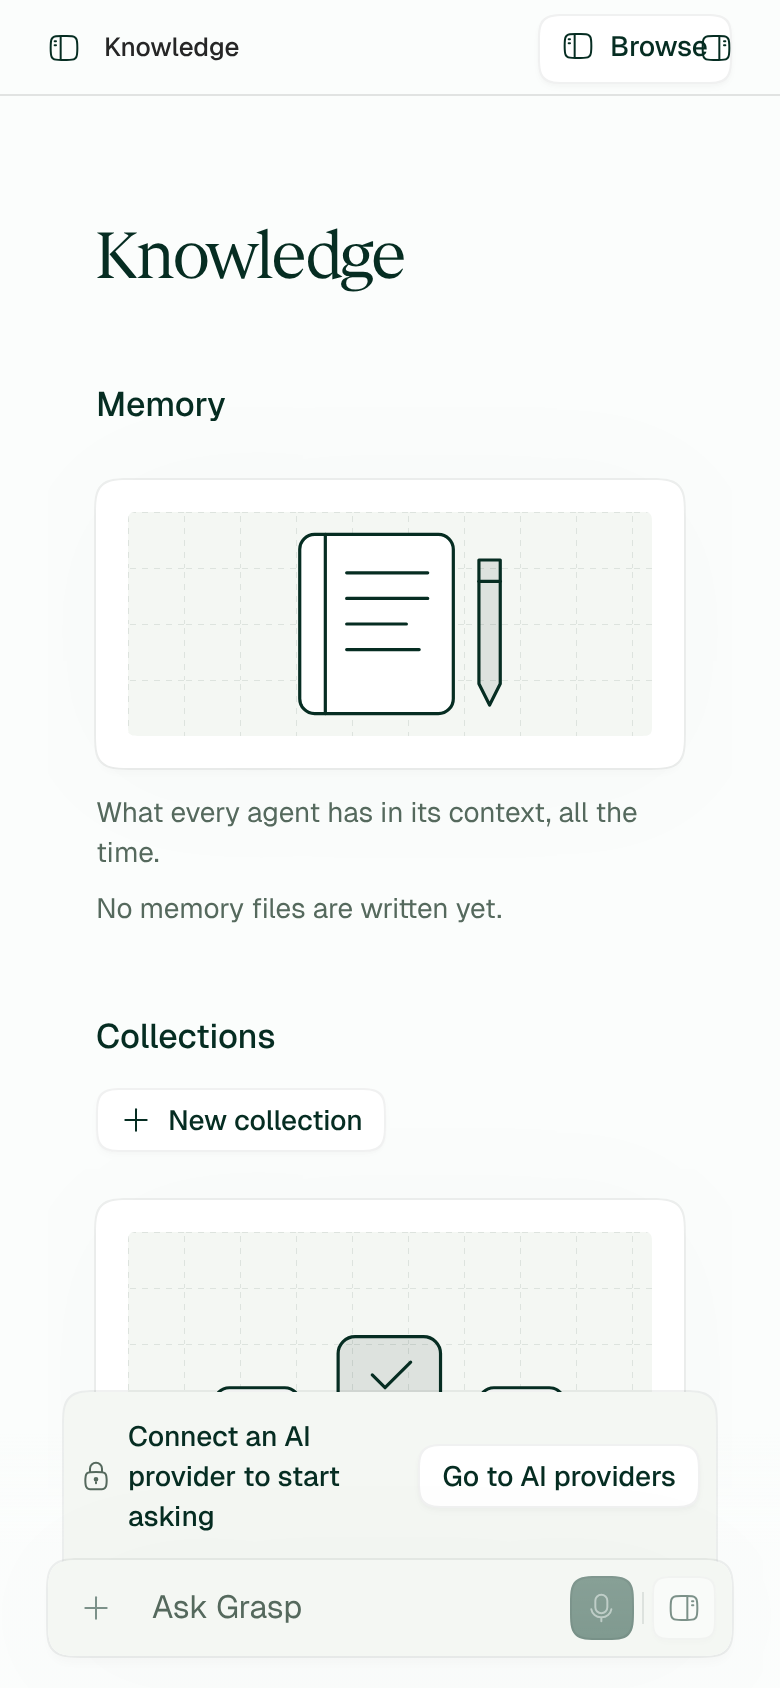 Knowledge
Browse
Knowledge
Memory
What every agent has in its context, all the
time.
No memory files are written yet.
Collections
New collection
Connect an AI
provider to start
asking
Go to AI providers
Ask Grasp